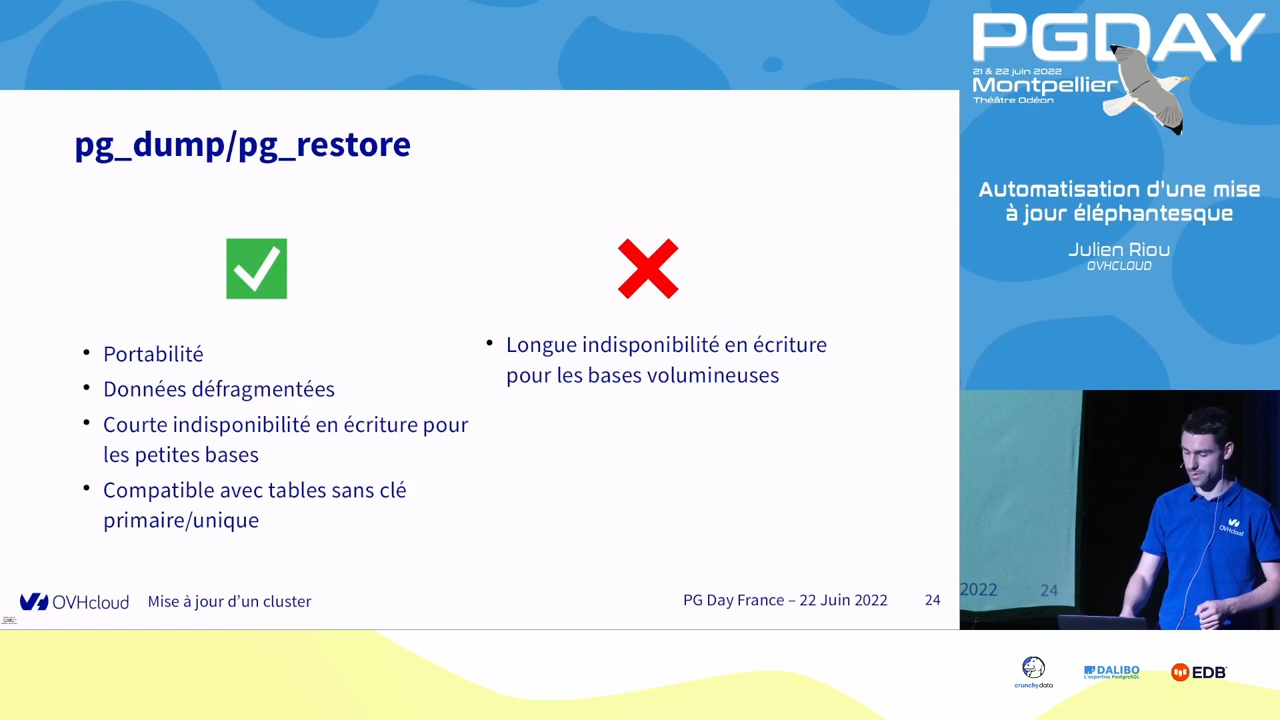 pg_dump/pg_restore
Portabilité
Données défragmentées
Courte indisponibilité en écriture pour
les petites bases
Compatible avec tables sans clé
primaire/unique
Longue indisponibilité en écriture
pour les bases volumineuses
OVHcloud
Mise à jour d'un cluster
PG Day France – 22 Juin 2022
24
PGDAY
21 & 22 juin 2022
Montpellier
Théâtre Odéon
Automatisation d'une mise
à jour éléphantesque
Julien Riou
OVHCLOUD
OVHcloud
2022
24
crunchydata
DALIBO
L'expertise PostgreSQL
EDB